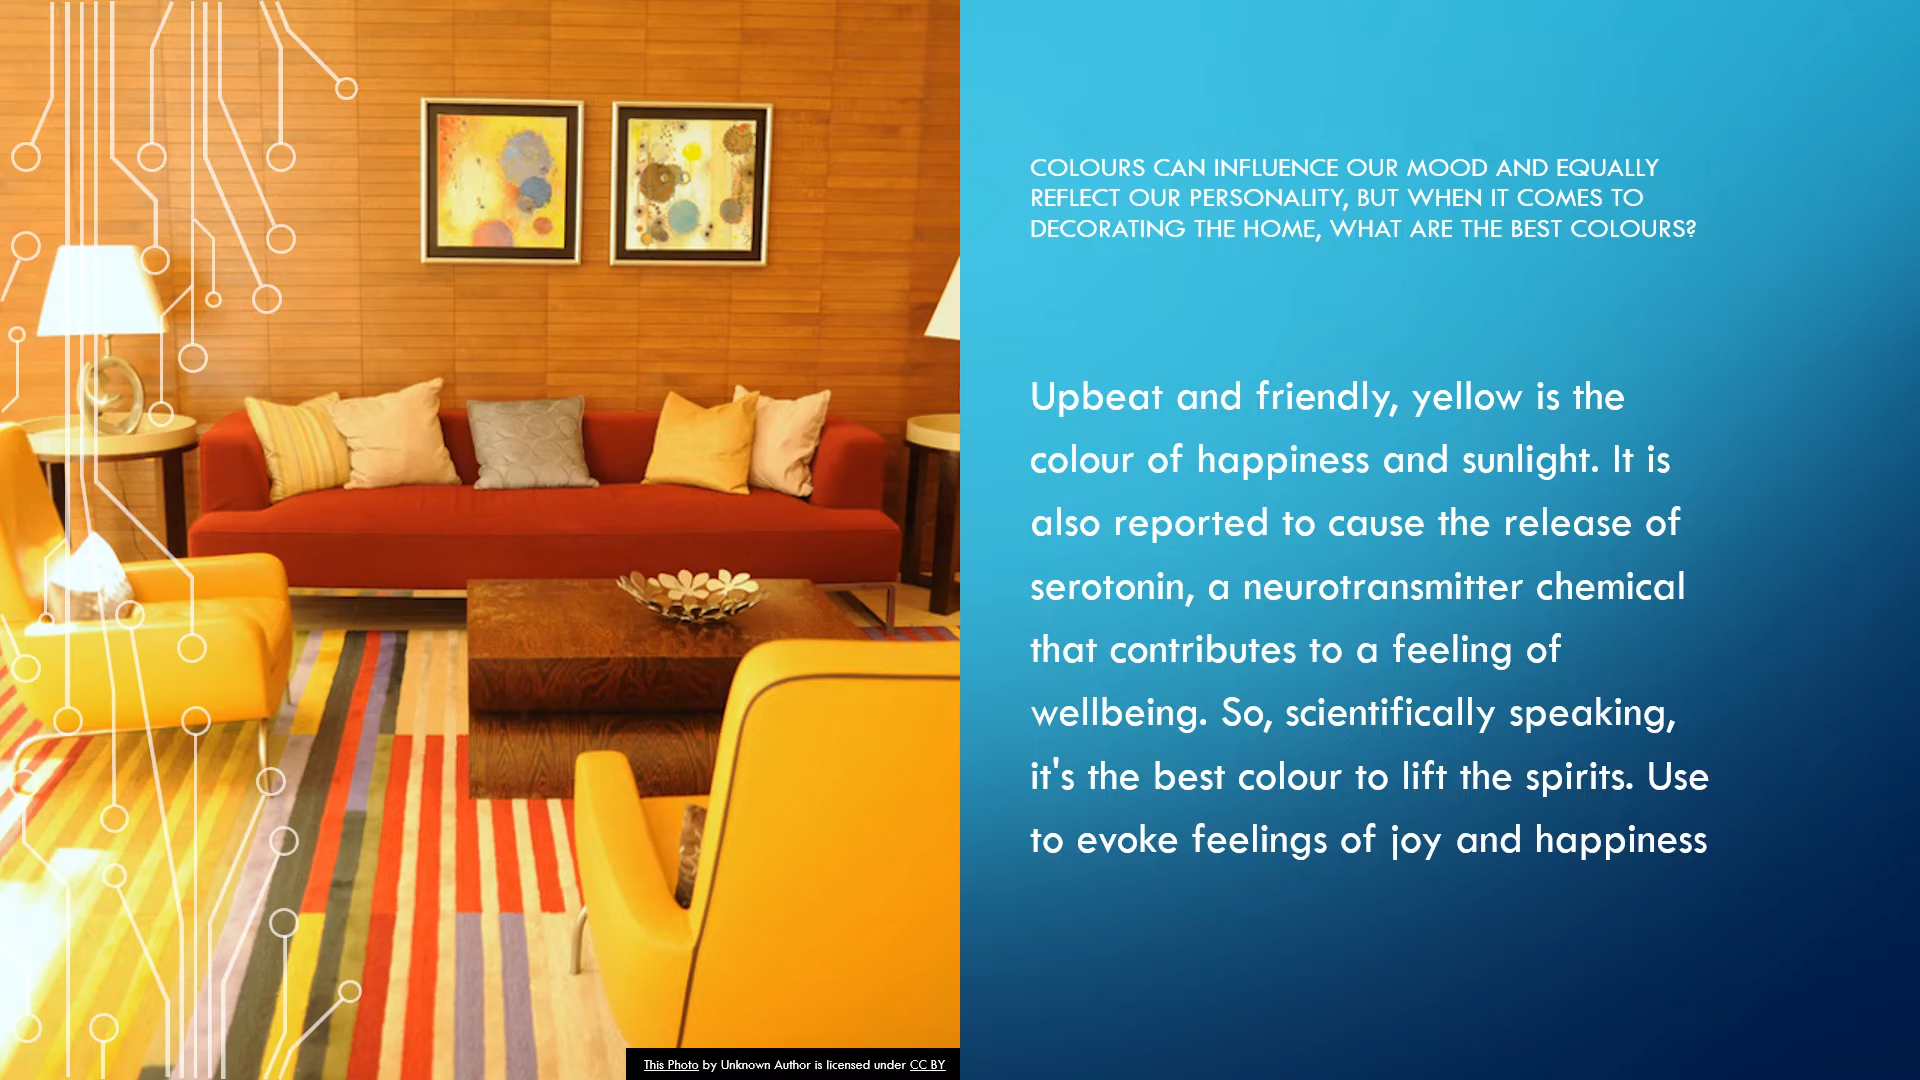 COLOURS CAN INFLUENCE OUR MOOD AND EQUALLY
REFLECT OUR PERSONALITY, BUT WHEN IT COMES TO
DECORATING THE HOME, WHAT ARE THE BEST COLOURS?
Upbeat and friendly, yellow is the
colour of happiness and sunlight. It is
also reported to cause the release of
serotonin, a neurotransmitter chemical
that contributes to a feeling of
wellbeing. So, scientifically speaking,
it's the best colour to lift the spirits. Use
to evoke feelings of joy and happiness
This Photo by Unknown Author is licensed under CC BY